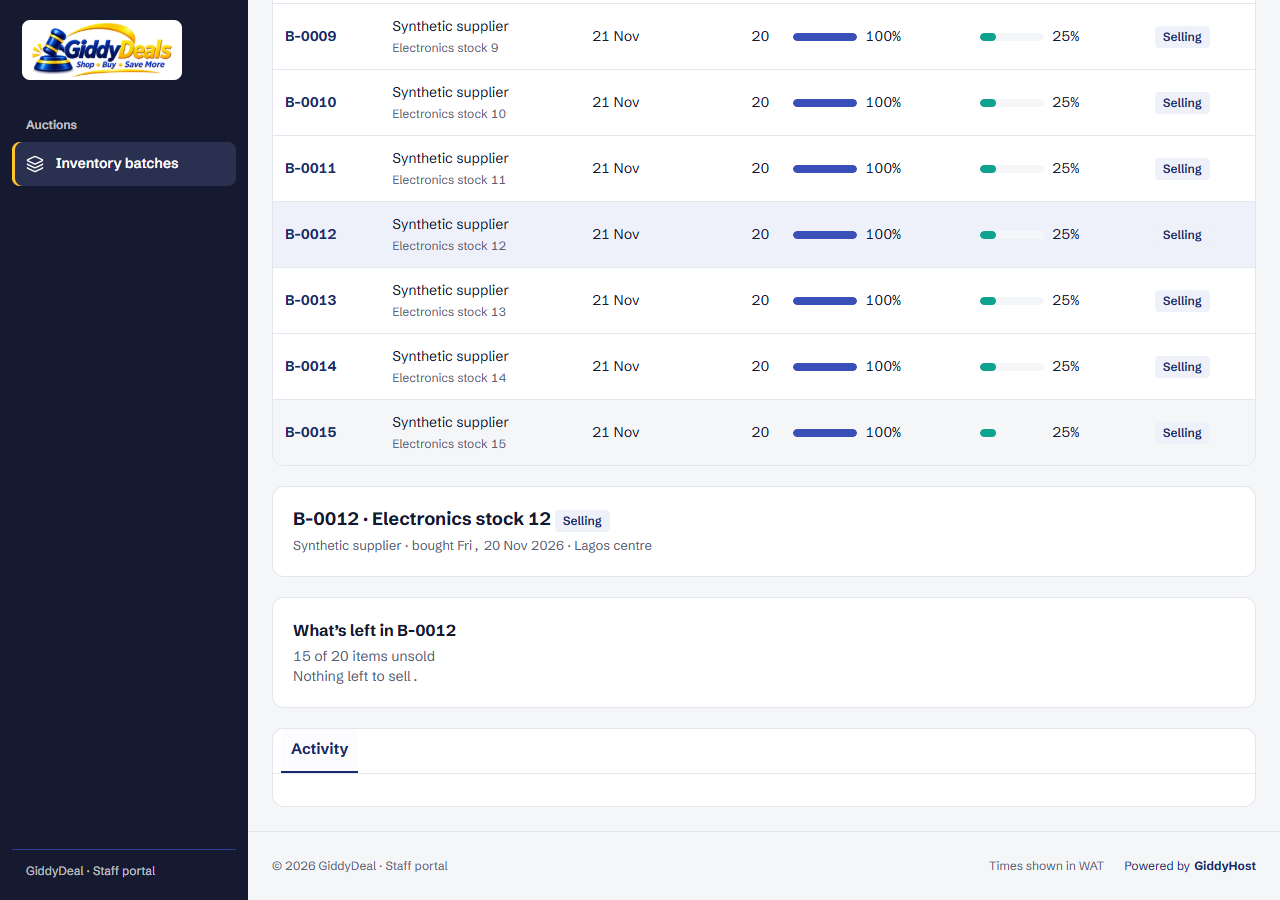 GiddyDeals
Shop • Buy • Save More
Auctions
Inventory batches
GiddyDeal · Staff portal
B-0009 Synthetic supplier 21 Nov 20 100% 25% Selling
Electronics stock 9
B-0010 Synthetic supplier 21 Nov 20 100% 25% Selling
Electronics stock 10
B-0011 Synthetic supplier 21 Nov 20 100% 25% Selling
Electronics stock 11
B-0012 Synthetic supplier 21 Nov 20 100% 25% Selling
Electronics stock 12
B-0013 Synthetic supplier 21 Nov 20 100% 25% Selling
Electronics stock 13
B-0014 Synthetic supplier 21 Nov 20 100% 25% Selling
Electronics stock 14
B-0015 Synthetic supplier 21 Nov 20 100% 25% Selling
Electronics stock 15
B-0012 · Electronics stock 12 Selling
Synthetic supplier · bought Fri, 20 Nov 2026 · Lagos centre
What's left in B-0012
15 of 20 items unsold
Nothing left to sell.
Activity
© 2026 GiddyDeal · Staff portal
Times shown in WAT Powered by GiddyHost